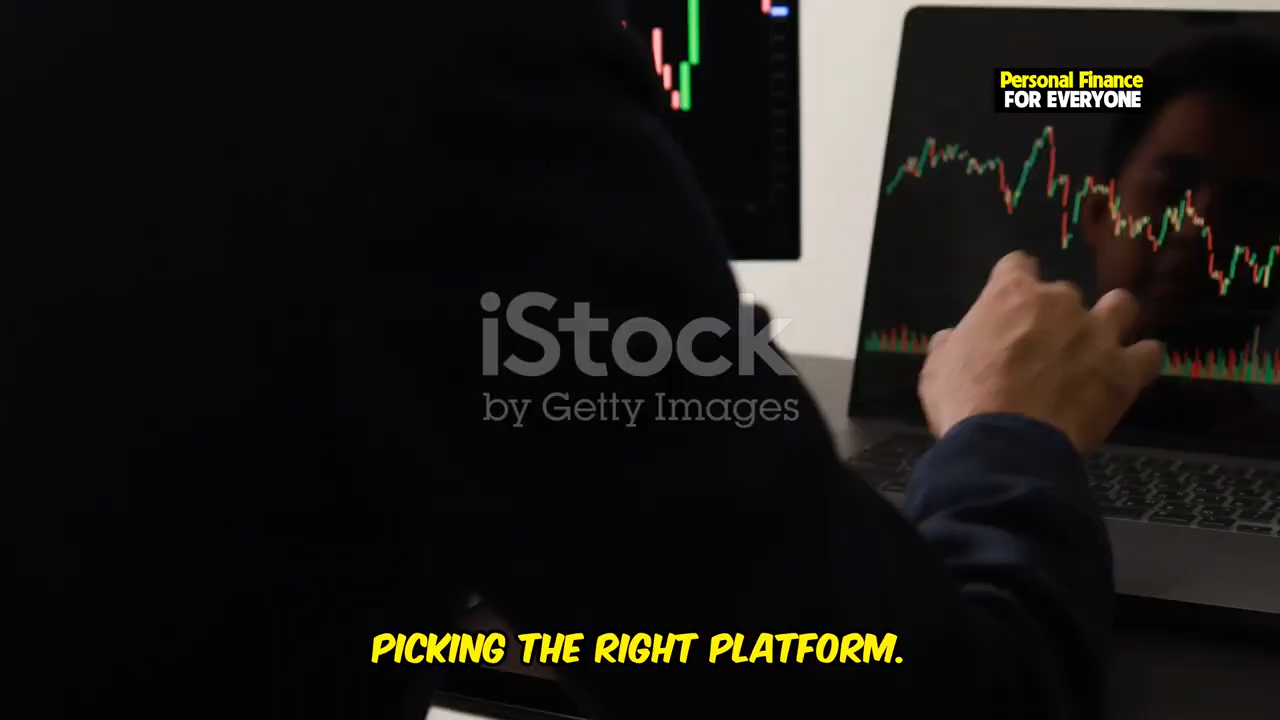 Personal Finance
FOR EVERYONE
iStock
by Getty Images
PICKING THE RIGHT PLATFORM.